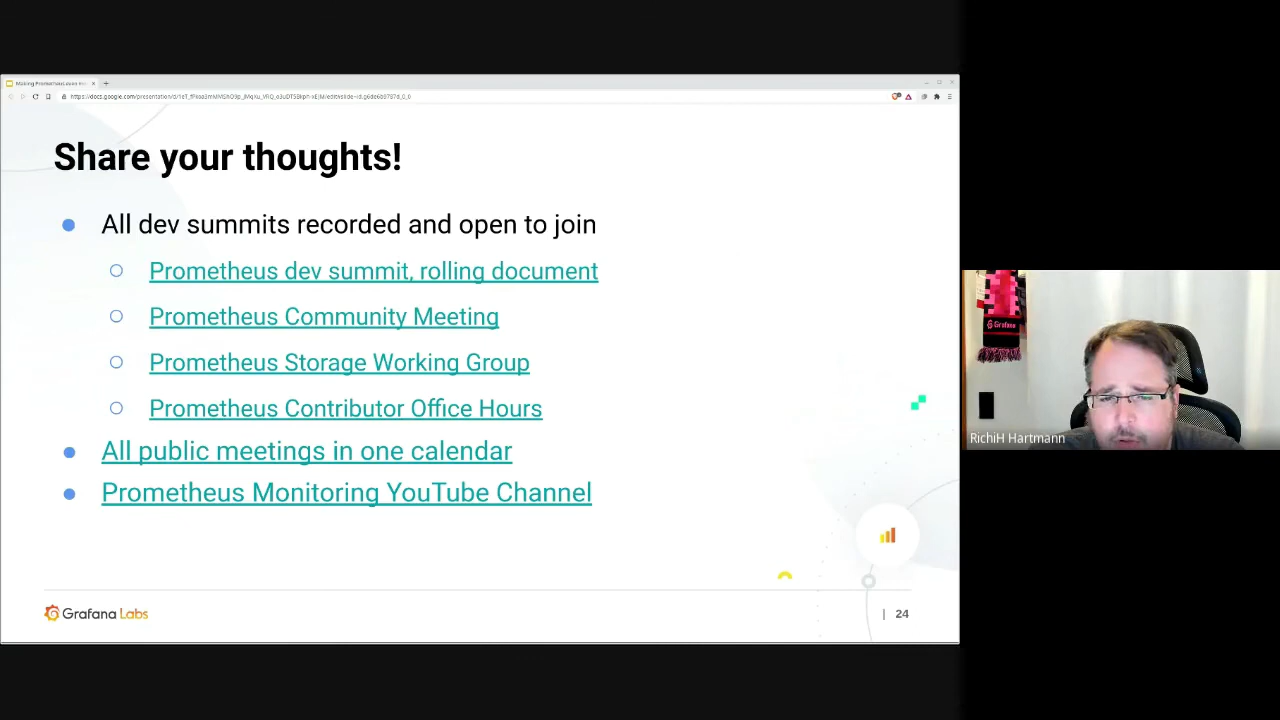 Share your thoughts!
All dev summits recorded and open to join
Prometheus dev summit, rolling document
Prometheus Community Meeting
Prometheus Storage Working Group
Prometheus Contributor Office Hours
All public meetings in one calendar
Prometheus Monitoring YouTube Channel
Grafana Labs
| 24
Grafana
RichiH Hartmann